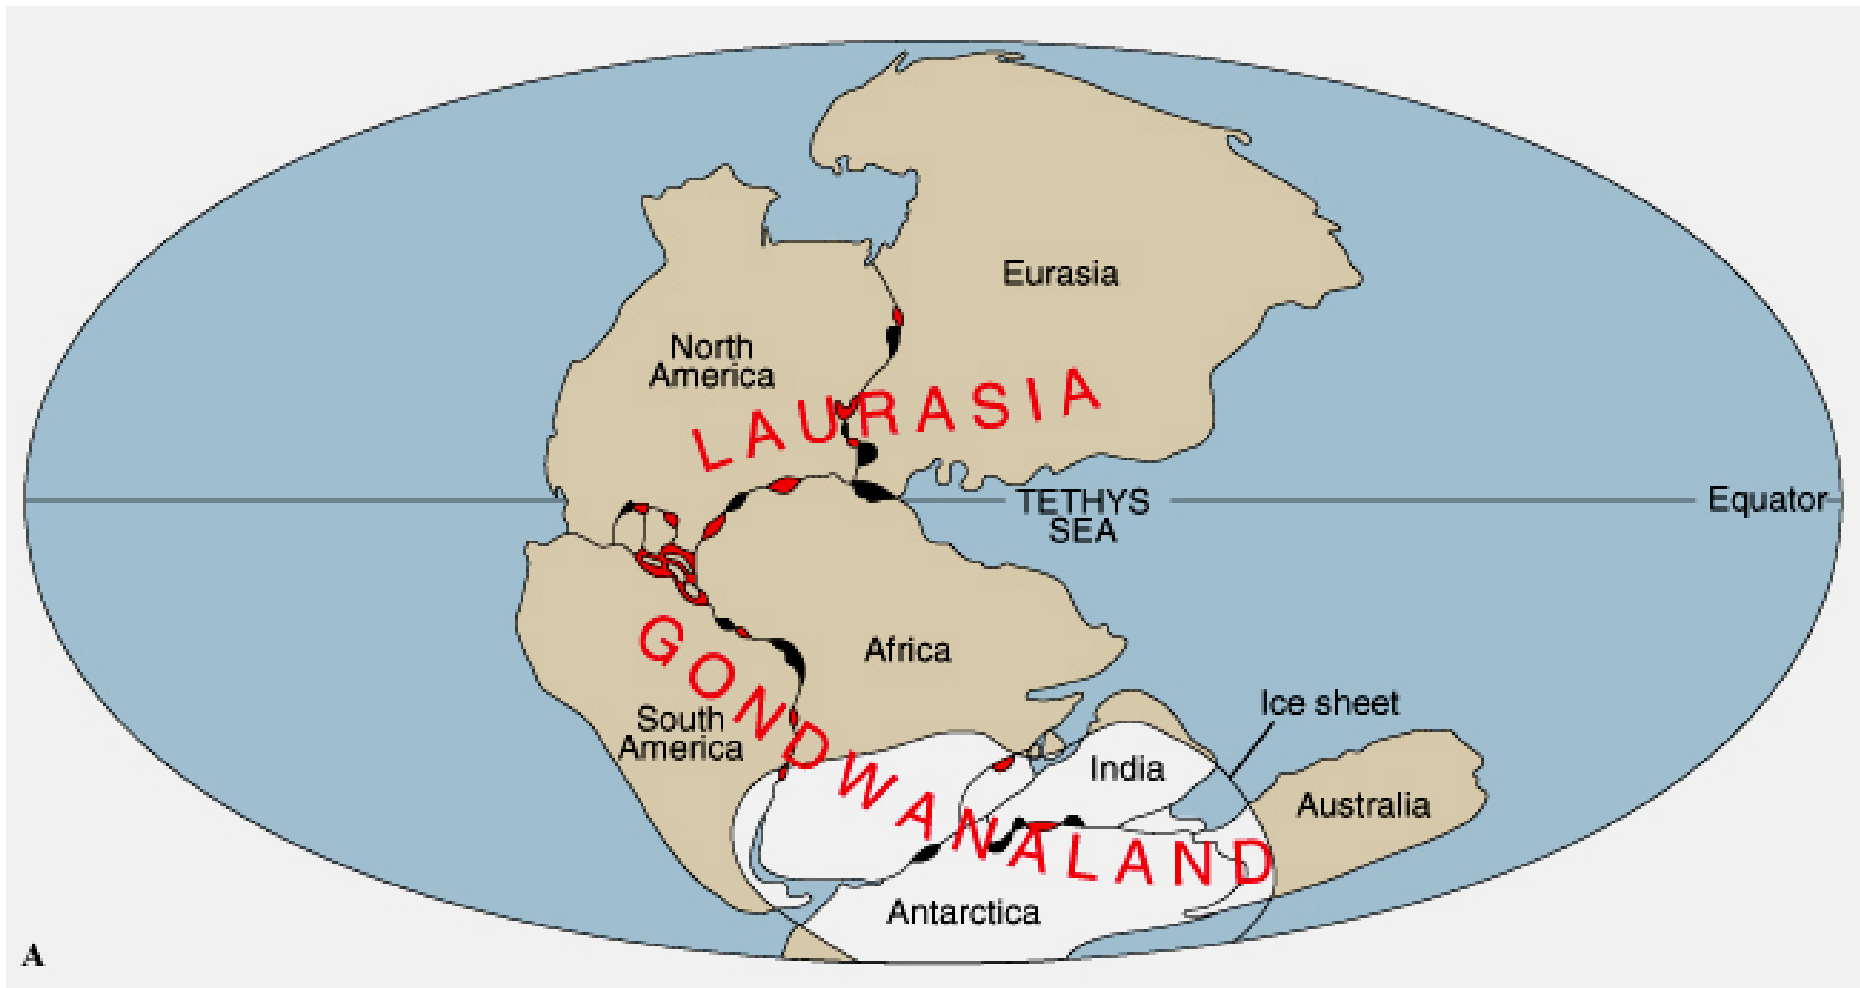 Eurasia
North
America
LAURASIA
TETHYS
SEA
Equator
GONDWANALAND
Africa
South
America
Ice sheet
India
Australia
Antarctica
A